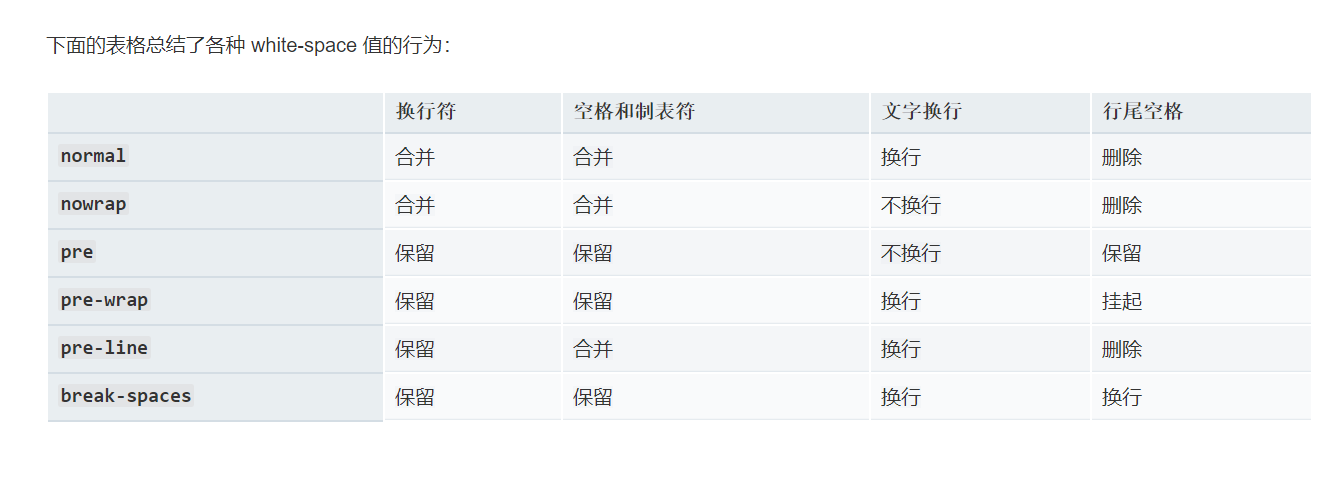 下面的表格总结了各种 white-space 值的行为：
换行符 空格和制表符 文字换行 行尾空格
normal 合并 合并 换行 删除
nowrap 合并 合并 不换行 删除
pre 保留 保留 不换行 保留
pre-wrap 保留 保留 换行 挂起
pre-line 保留 合并 换行 删除
break-spaces 保留 保留 换行 换行